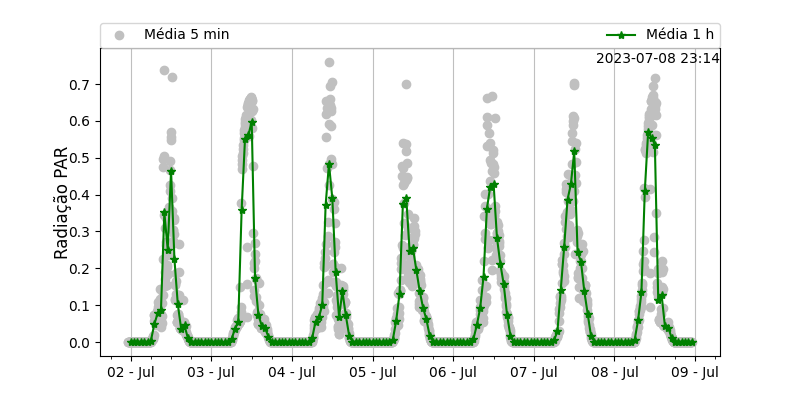 Média 5 min
Média 1 h
2023-07-08 23:14
Radiação PAR
0.7
0.6
0.5
0.4
0.3
0.2
0.1
0.0
02 - Jul
03 - Jul
04 - Jul
05 - Jul
06 - Jul
07 - Jul
08 - Jul
09 - Jul